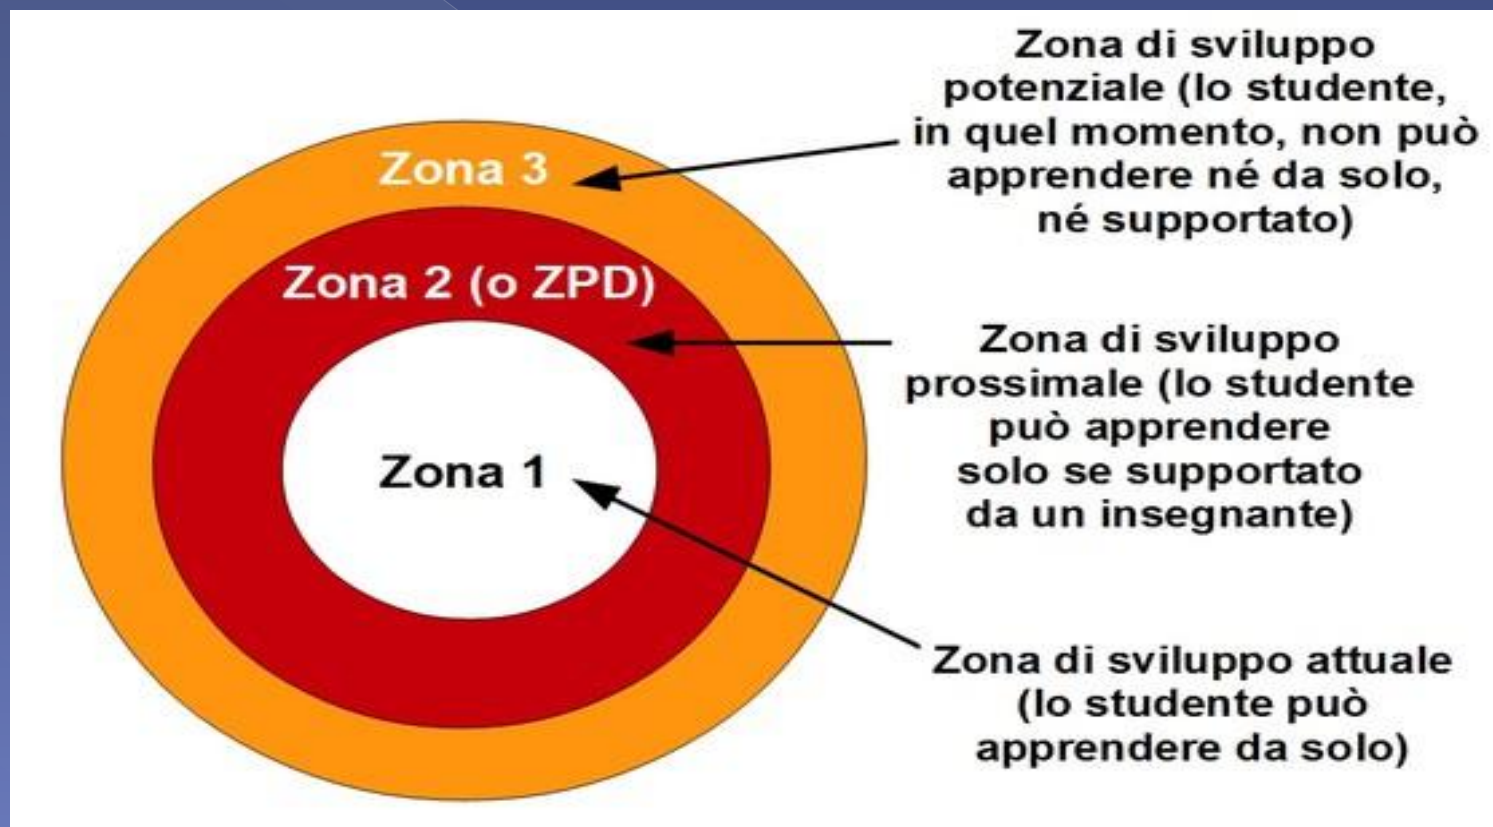 Zona di sviluppo
potenziale (lo studente,
in quel momento, non può
apprendere né da solo,
né supportato)
Zona 3
Zona 2 (o ZPD)
Zona di sviluppo
prossimale (lo studente
può apprendere
solo se supportato
da un insegnante)
Zona 1
Zona di sviluppo attuale
(lo studente può
apprendere da solo)